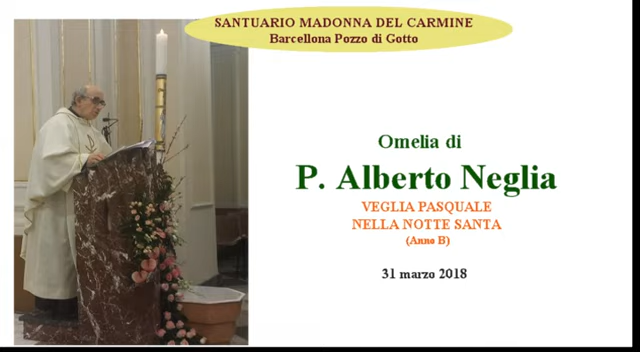 SANTUARIO MADONNA DEL CARMINE
Barcellona Pozzo di Gotto
Omelia di
P. Alberto Neglia
VEGLIA PASQUALE
NELLA NOTTE SANTA
(Anno B)
31 marzo 2018